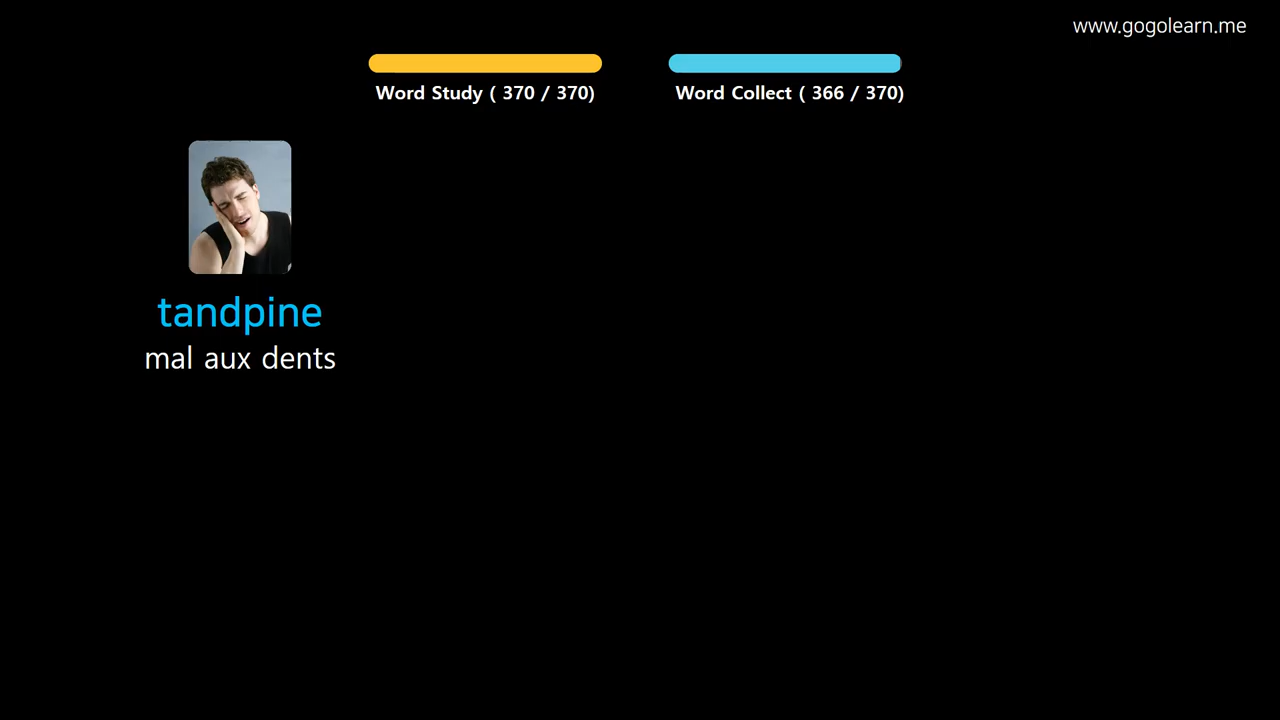 www.gogolearn.me
Word Study ( 370 / 370)
Word Collect ( 366 / 370)
tandpine
mal aux dents